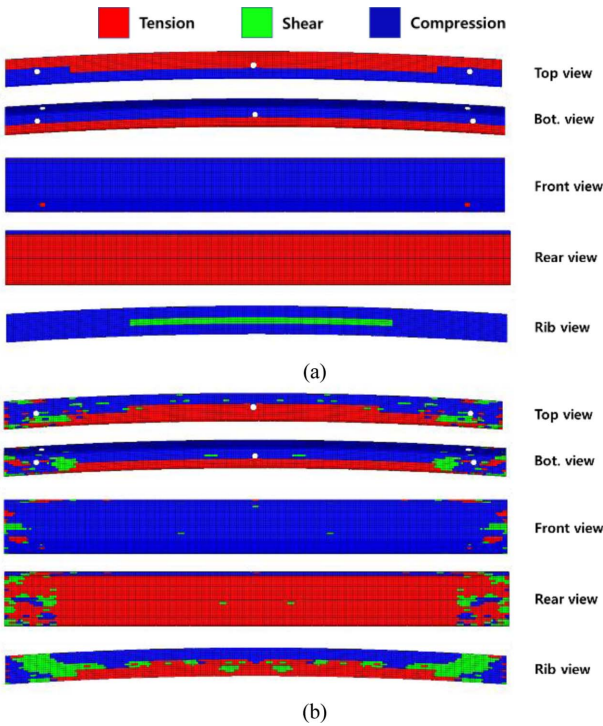 Tension Shear Compression
Top view
Bot. view
Front view
Rear view
Rib view
(a)
Top view
Bot. view
Front view
Rear view
Rib view
(b)